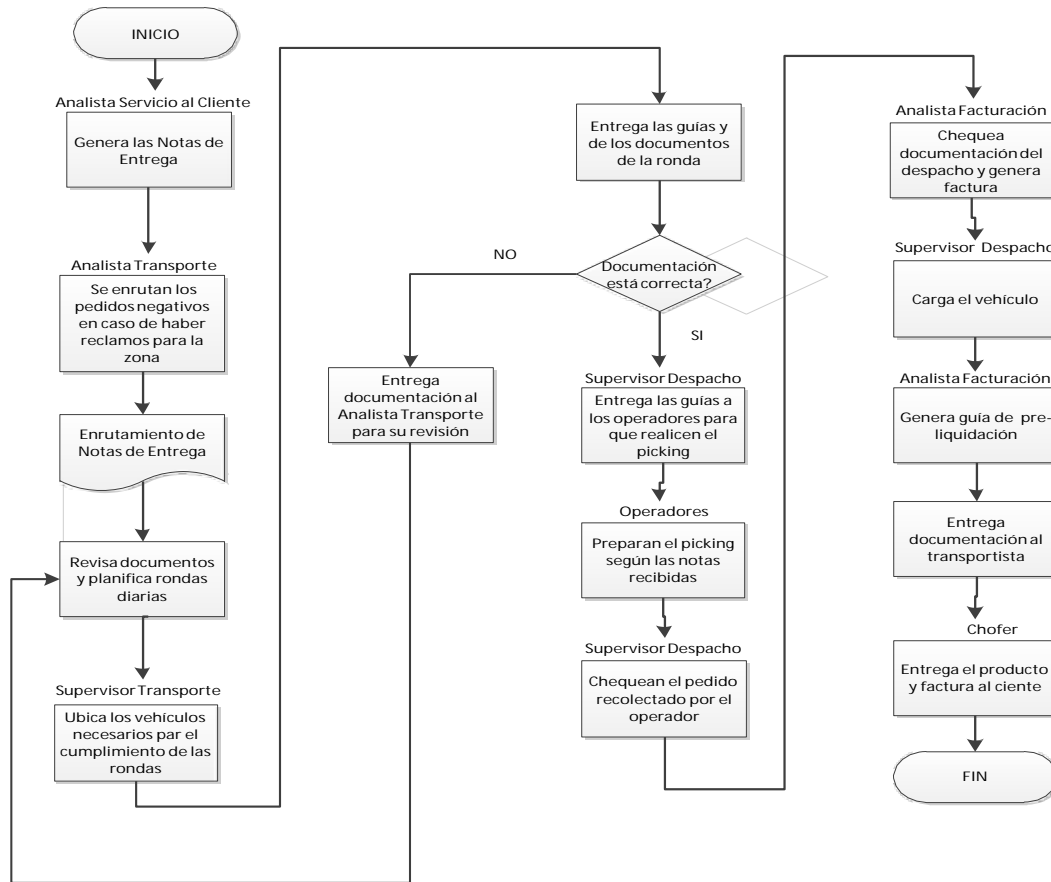 INICIO
Analista Servicio al Cliente
Genera las Notas de
Entrega
Analista Transporte
Se enrutan los
pedidos negativos
en caso de haber
reclamos para la
zona
Enrutamiento de
Notas de Entrega
Revisa documentos
y planifica rondas
diarias
Supervisor Transporte
Ubica los vehículos
necesarios par el
cumplimiento de las
rondas
Entrega las guías y
de los documentos
de la ronda
Documentación
está correcta?
NO
SI
Entrega
documentación al
Analista Transporte
para su revisión
Supervisor Despacho
Entrega las guías a
los operadores para
que realicen el
picking
Operadores
Preparan el picking
según las notas
recibidas
Supervisor Despacho
Chequean el pedido
recolectado por el
operador
Analista Facturación
Chequea
documentación del
despacho y genera
factura
Supervisor Despacho
Carga el vehículo
Analista Facturación
Genera guía de pre-
liquidación
Entrega
documentación al
transportista
Chofer
Entrega el producto
y factura al ciente
FIN